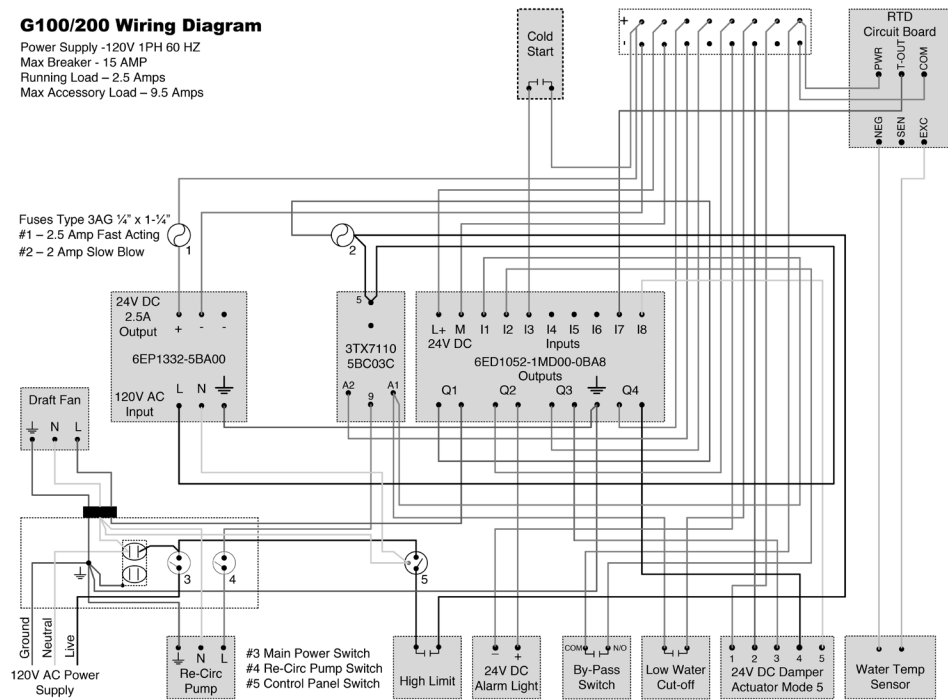 G100/200 Wiring Diagram
Power Supply -120V 1PH 60 HZ
Max Breaker - 15 AMP
Running Load – 2.5 Amps
Max Accessory Load – 9.5 Amps
Cold
Start
+
-
RTD
Circuit Board
PWR
T-OUT
COM
NEG
SEN
EXC
Fuses Type 3AG ¼” x 1-¼”
#1 – 2.5 Amp Fast Acting
#2 – 2 Amp Slow Blow
1
2
24V DC
2.5A
Output
+ - -
6EP1332-5BA00
L N
120V AC
Input
5
3TX7110
5BC03C
A2 9 A1
L+ M I1 I2 I3 I4 I5 I6 I7 I8
24V DC Inputs
6ED1052-1MD00-0BA8
Outputs
Q1 Q2 Q3 Q4
Draft Fan
N L
3
4
5
Ground
Neutral
Live
120V AC Power
Supply
N L
Re-Circ
Pump
#3 Main Power Switch
#4 Re-Circ Pump Switch
#5 Control Panel Switch
High Limit
– +
24V DC
Alarm Light
COM N/O
By-Pass
Switch
Low Water
Cut-off
1 2 3 4 5
24V DC Damper
Actuator Mode 5
Water Temp
Sensor